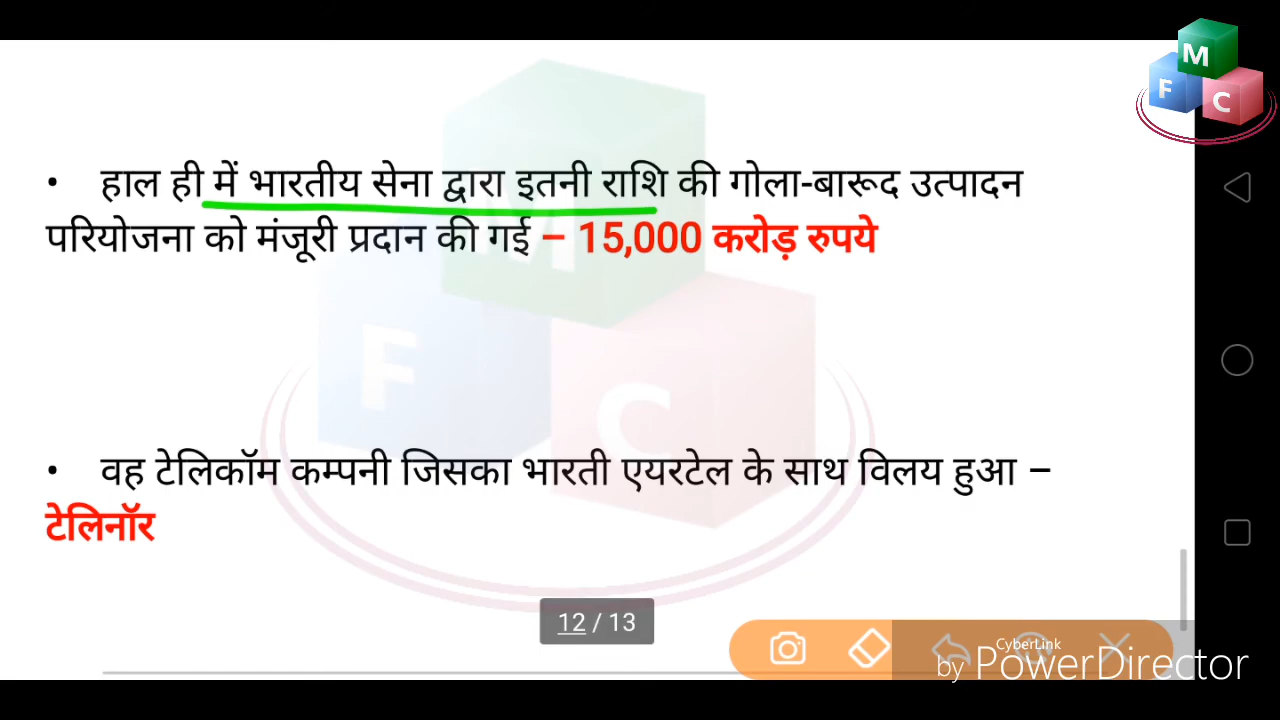 M
F C
• हाल ही में भारतीय सेना द्वारा इतनी राशि की गोला-बारूद उत्पादन
परियोजना को मंजूरी प्रदान की गई – 15,000 करोड़ रुपये
M
F
C
• वह टेलिकॉम कम्पनी जिसका भारती एयरटेल के साथ विलय हुआ –
टेलिनॉर
12 / 13
CyberLink
by PowerDirector